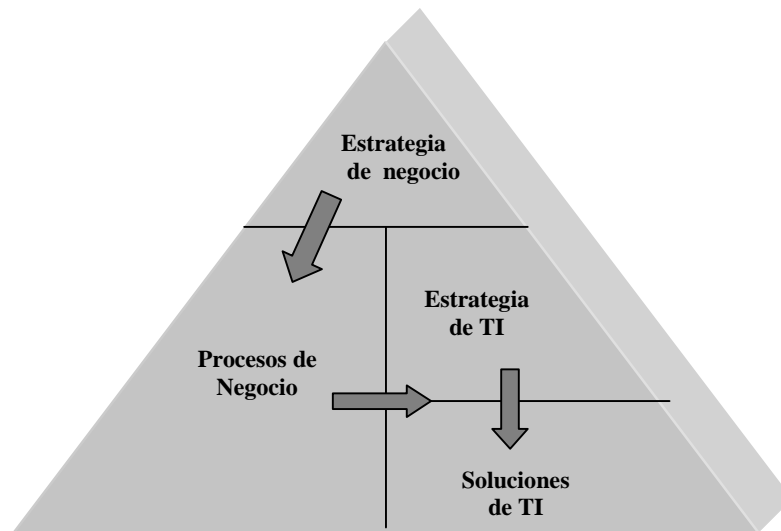 Estrategia
de negocio
Estrategia
de TI
Procesos de
Negocio
Soluciones
de TI